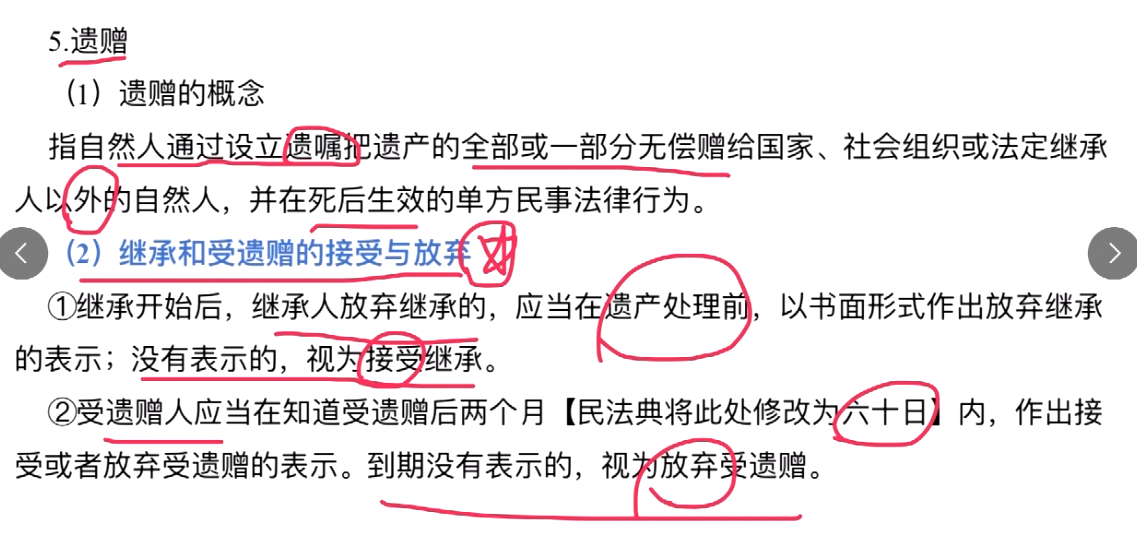 5.遗赠
（1）遗赠的概念
指自然人通过设立遗嘱把遗产的全部或一部分无偿赠给国家、社会组织或法定继承
人以外的自然人，并在死后生效的单方民事法律行为。
（2）继承和受遗赠的接受与放弃
①继承开始后，继承人放弃继承的，应当在遗产处理前，以书面形式作出放弃继承
的表示；没有表示的，视为接受继承。
②受遗赠人应当在知道受遗赠后两个月【民法典将此处修改为六十日】内，作出接
受或者放弃受遗赠的表示。到期没有表示的，视为放弃受遗赠。